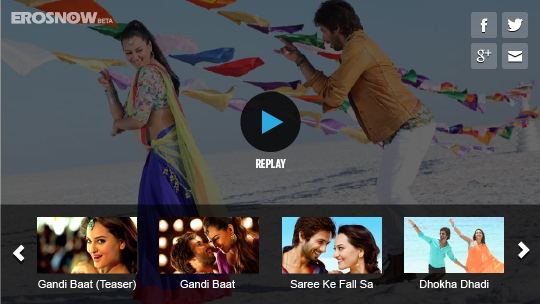 EROSNOW BETA
f
g+
REPLAY
Gandi Baat (Teaser)
Gandi Baat
Saree Ke Fall Sa
Dhokha Dhadi